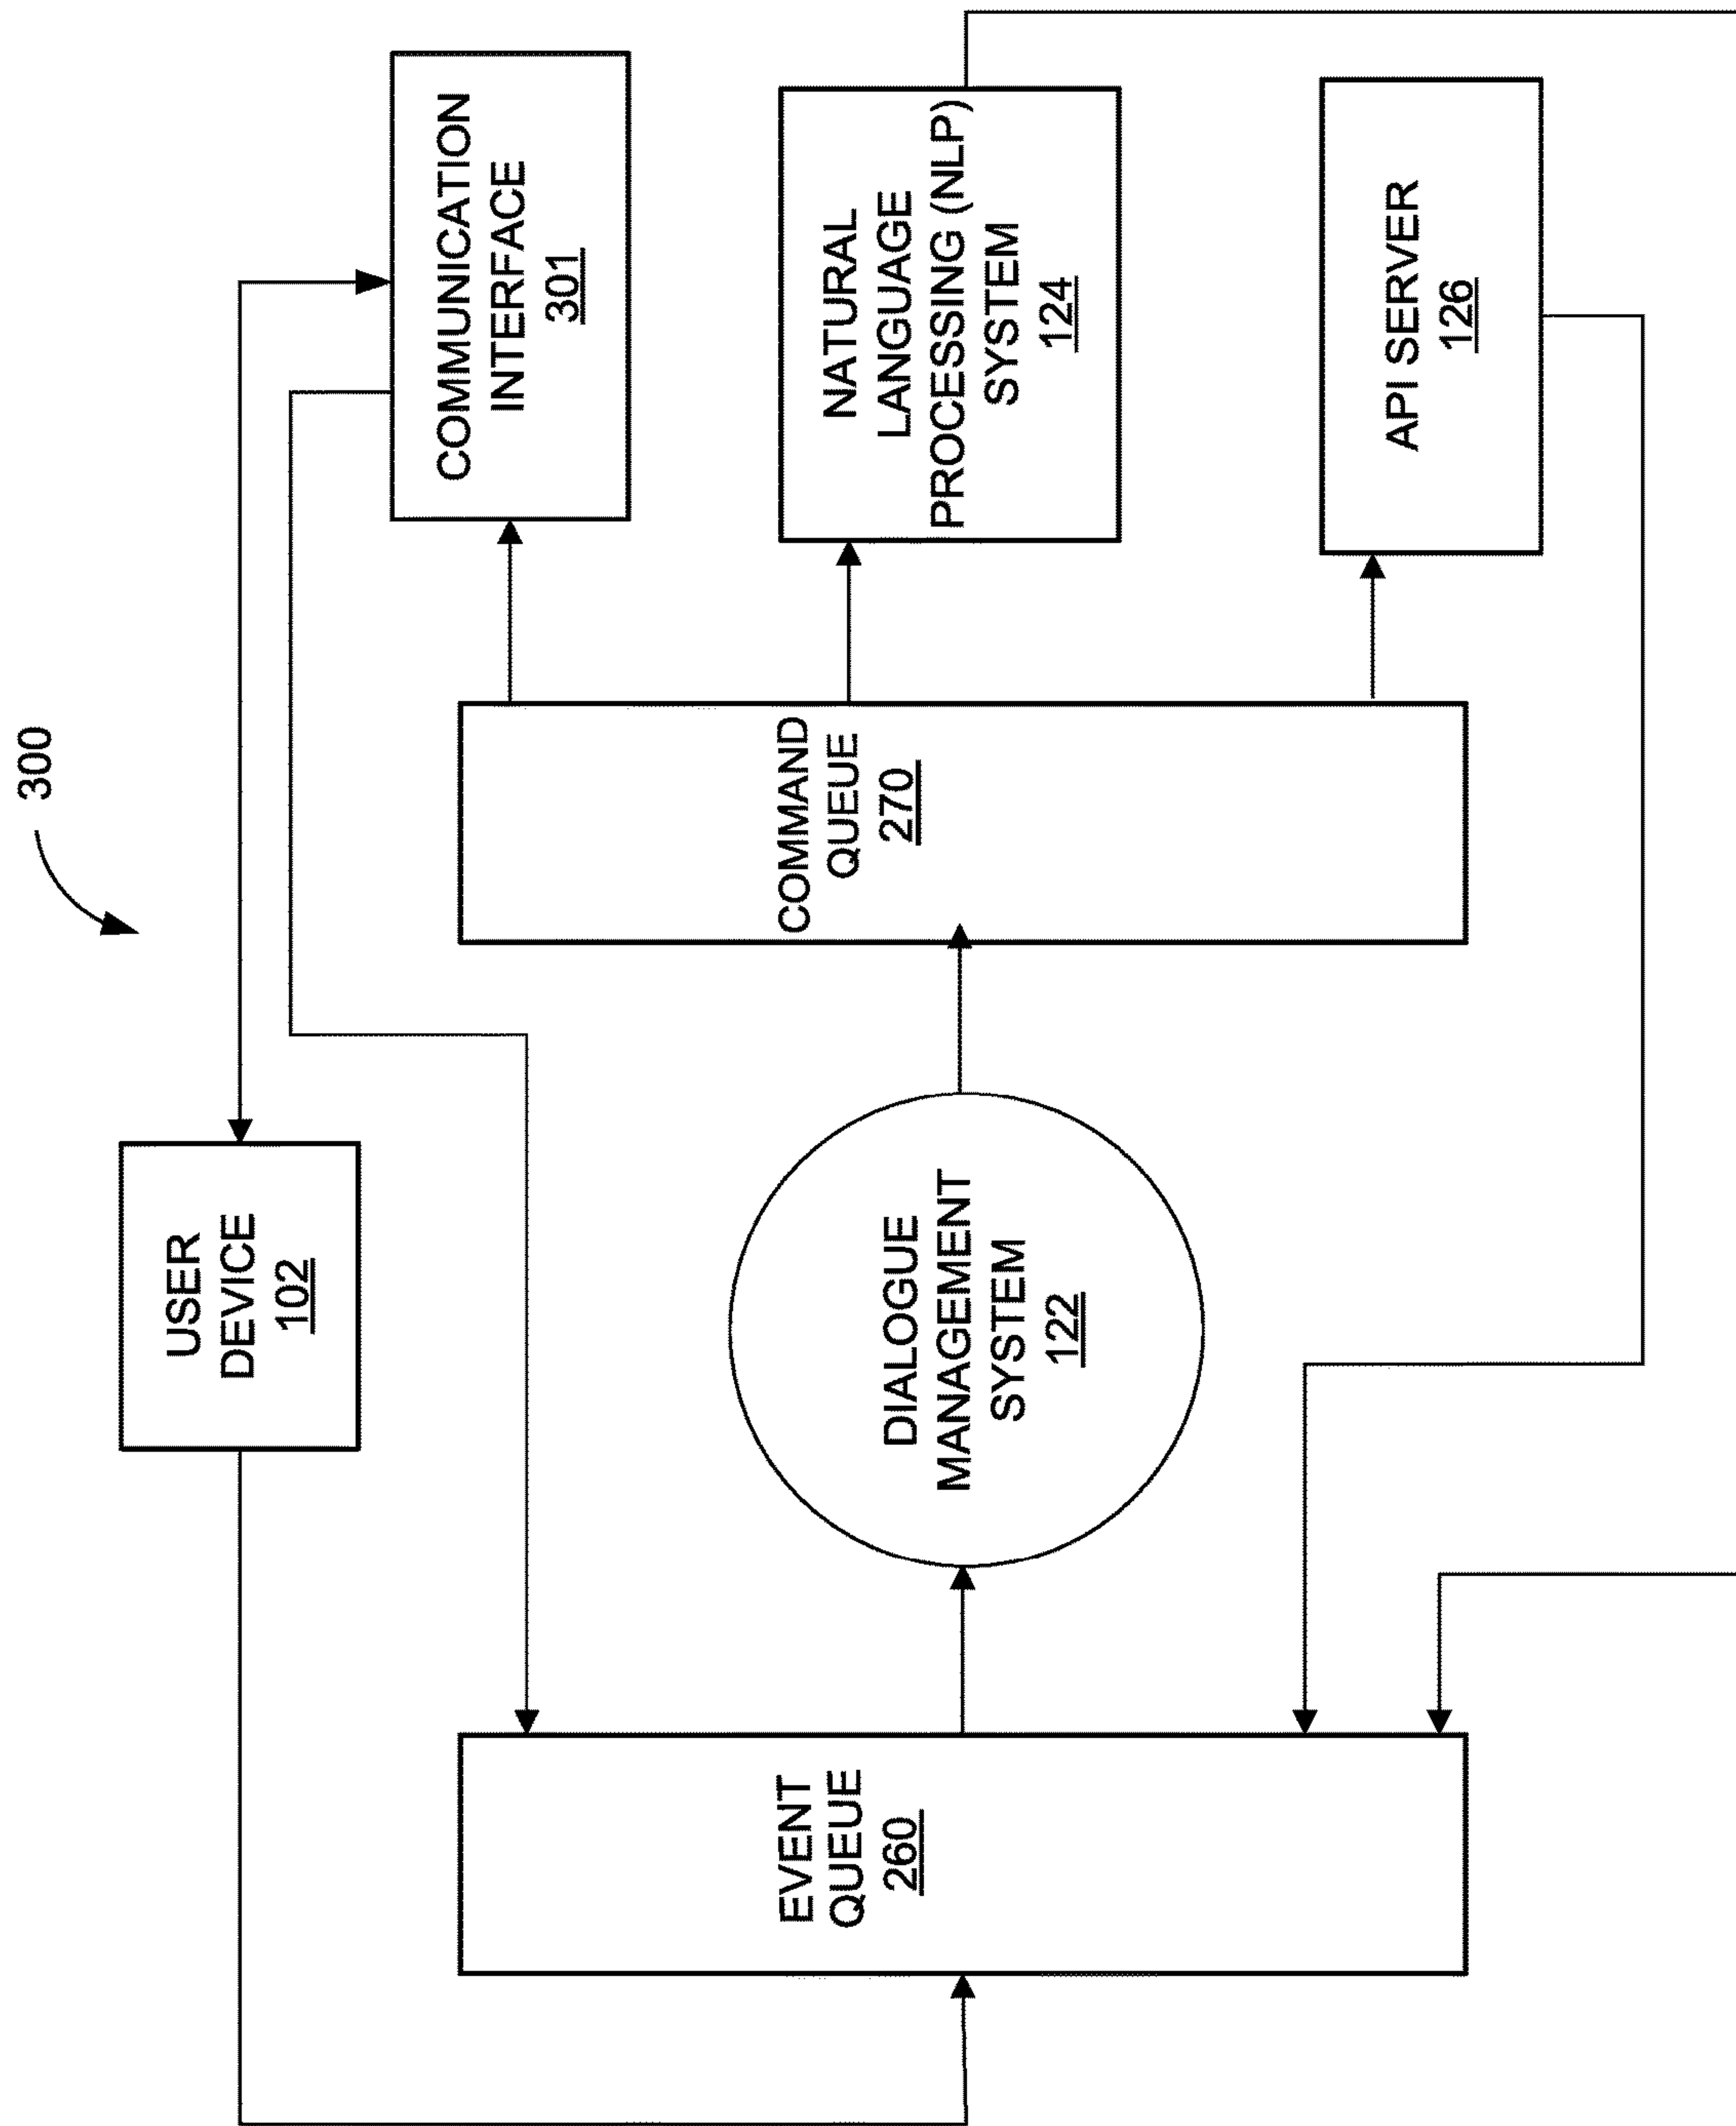 300
USER
DEVICE
102
COMMUNICATION
INTERFACE
301
EVENT
QUEUE
260
DIALOGUE
MANAGEMENT
SYSTEM
122
COMMAND
QUEUE
270
NATURAL
LANGUAGE
PROCESSING (NLP)
SYSTEM
124
API SERVER
126